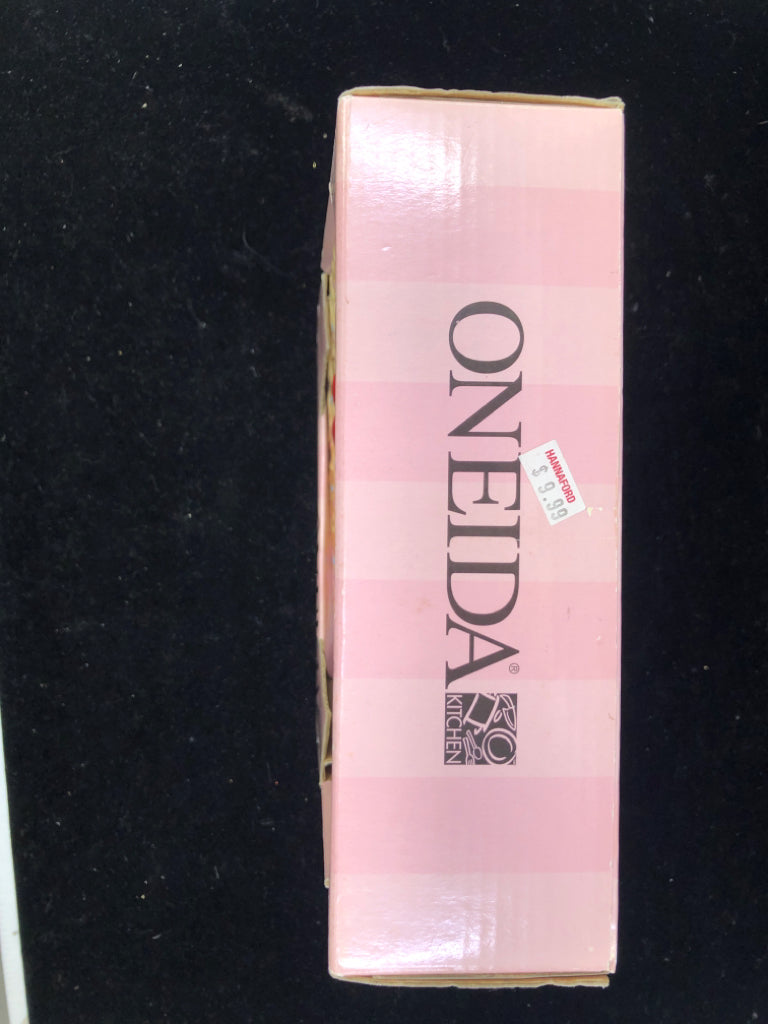 ONEIDA®
KITCHEN
HANNAFORD
$ 9.99